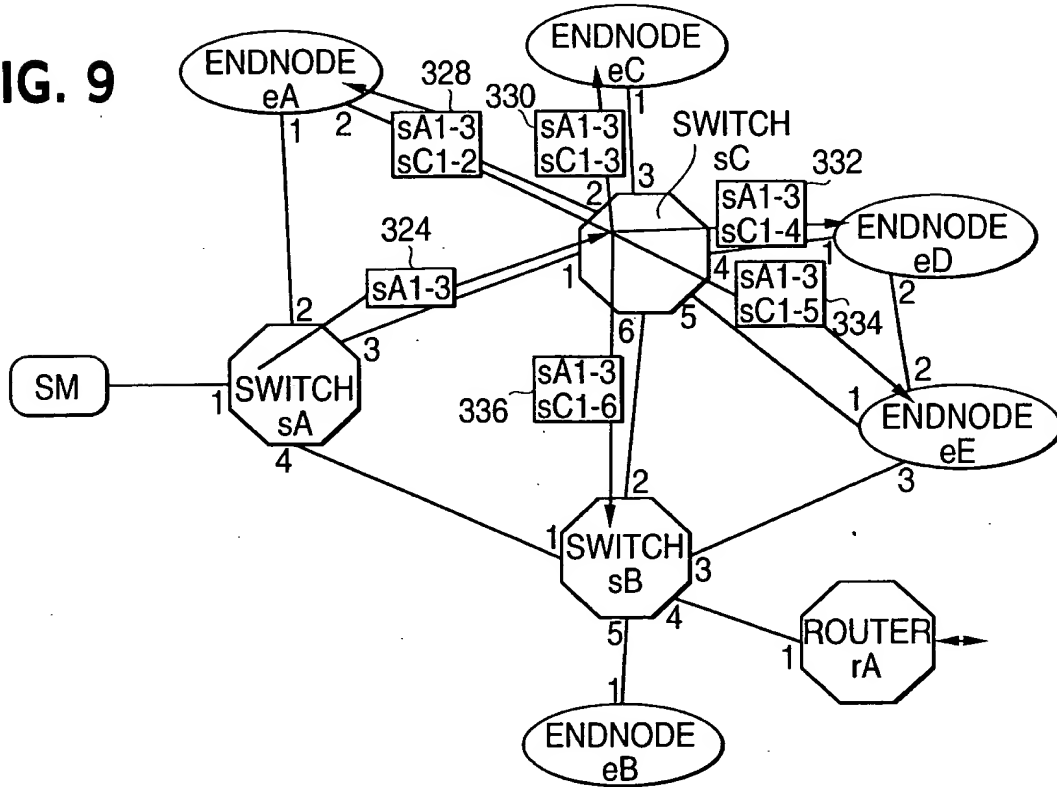 IG. 9
ENDNODE
eA
1
2
328
sA1-3
sC1-2
330
sA1-3
sC1-3
ENDNODE
eC
1
SWITCH
sC
332
sA1-3
sC1-4
2
3
1
4
5
6
1
ENDNODE
eD
2
324
sA1-3
sA1-3
sC1-5
334
SM
1
2
3
SWITCH
sA
4
336
sA1-3
sC1-6
1
2
ENDNODE
eE
3
2
1
SWITCH
sB
3
4
5
1
ROUTER
rA
1
ENDNODE
eB